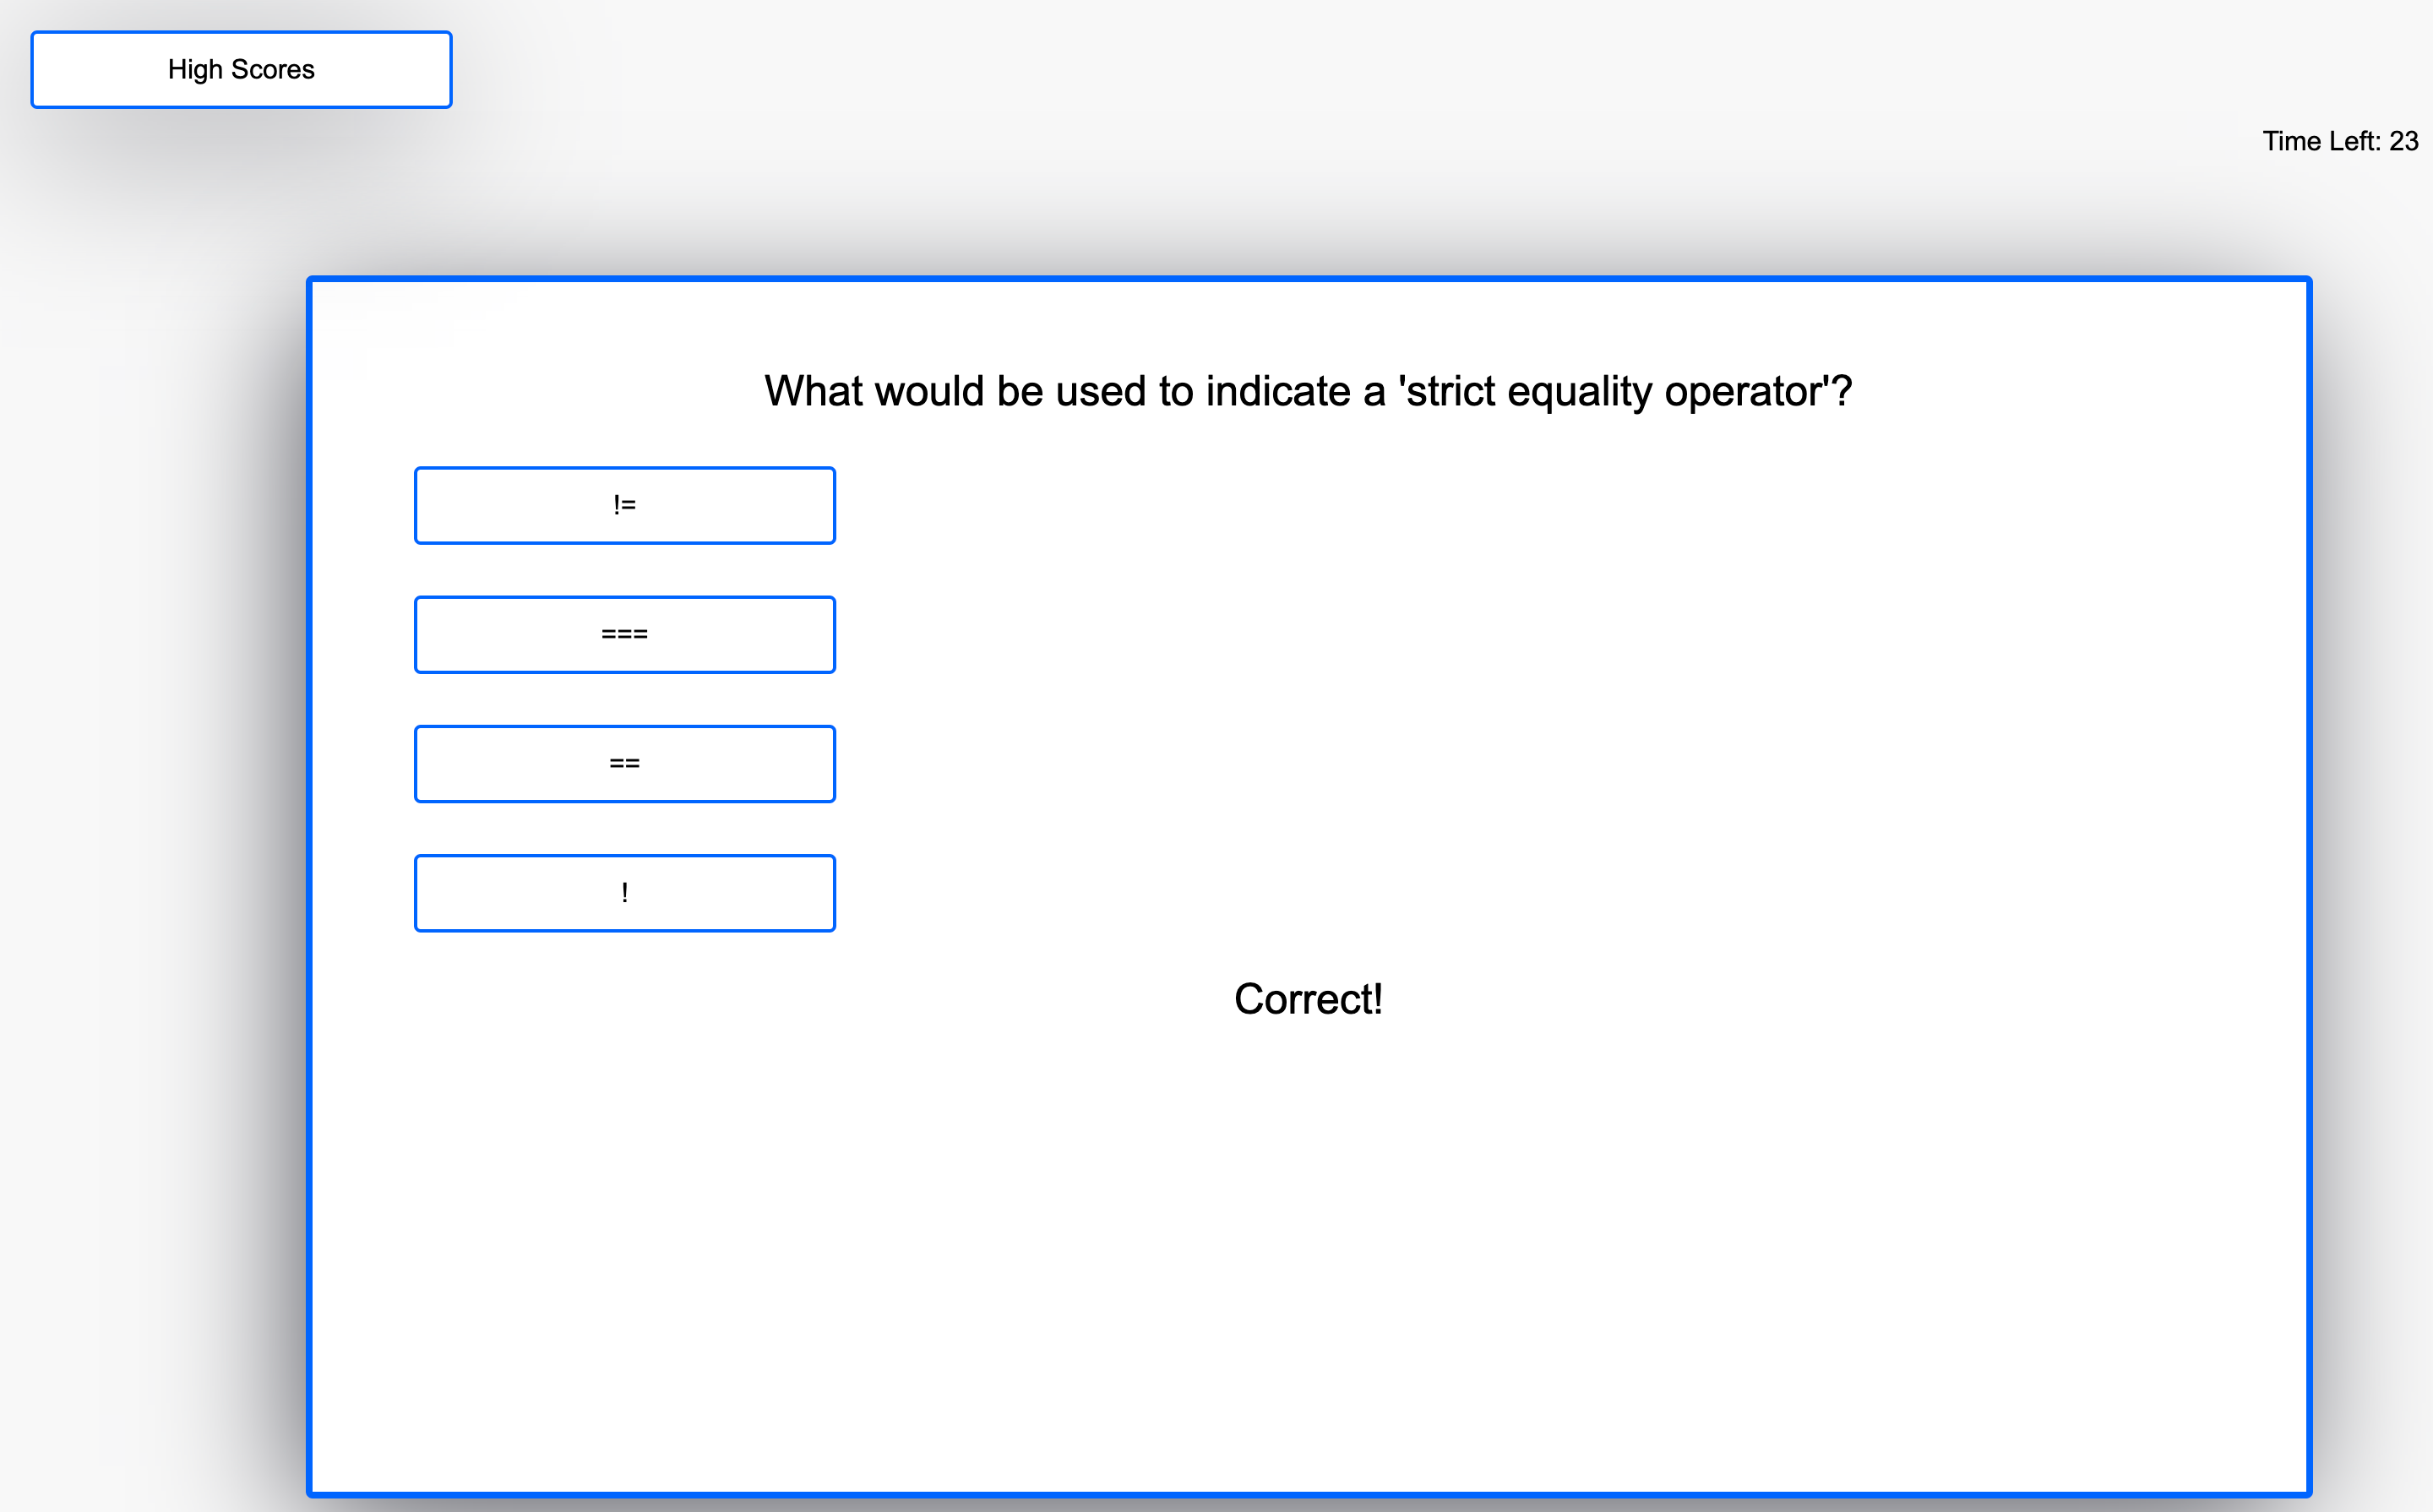 High Scores
Time Left: 23
What would be used to indicate a 'strict equality operator'?
!=
===
==
!
Correct!